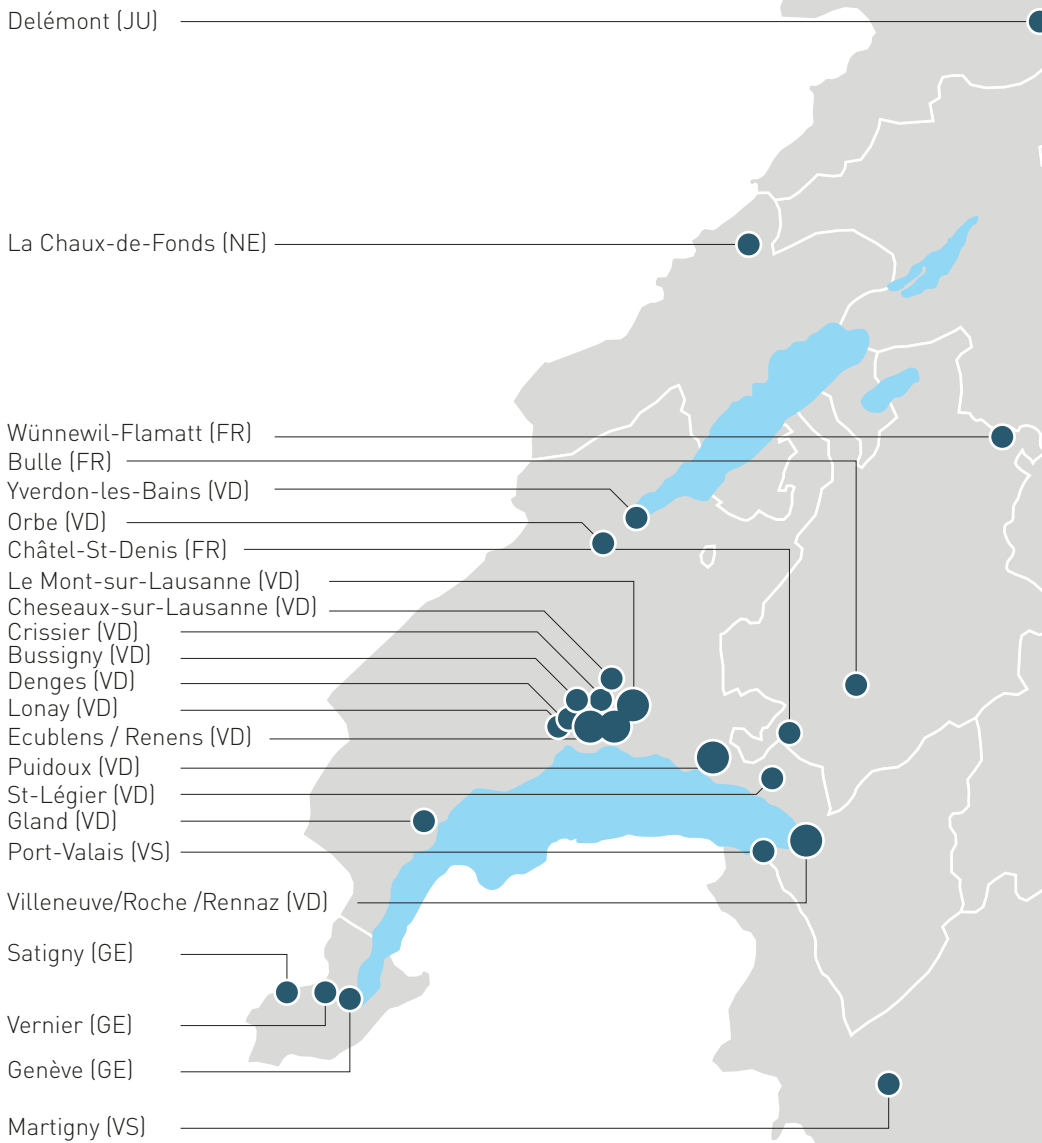 Delémont (JU)
La Chaux-de-Fonds (NE)
Wünnewil-Flamatt (FR)
Bulle (FR)
Yverdon-les-Bains (VD)
Orbe (VD)
Châtel-St-Denis (FR)
Le Mont-sur-Lausanne (VD)
Cheseaux-sur-Lausanne (VD)
Crissier (VD)
Bussigny (VD)
Denges (VD)
Lonay (VD)
Ecublens / Renens (VD)
Puidoux (VD)
St-Légier (VD)
Gland (VD)
Port-Valais (VS)
Villeneuve/Roche /Rennaz (VD)
Satigny (GE)
Vernier (GE)
Genève (GE)
Martigny (VS)